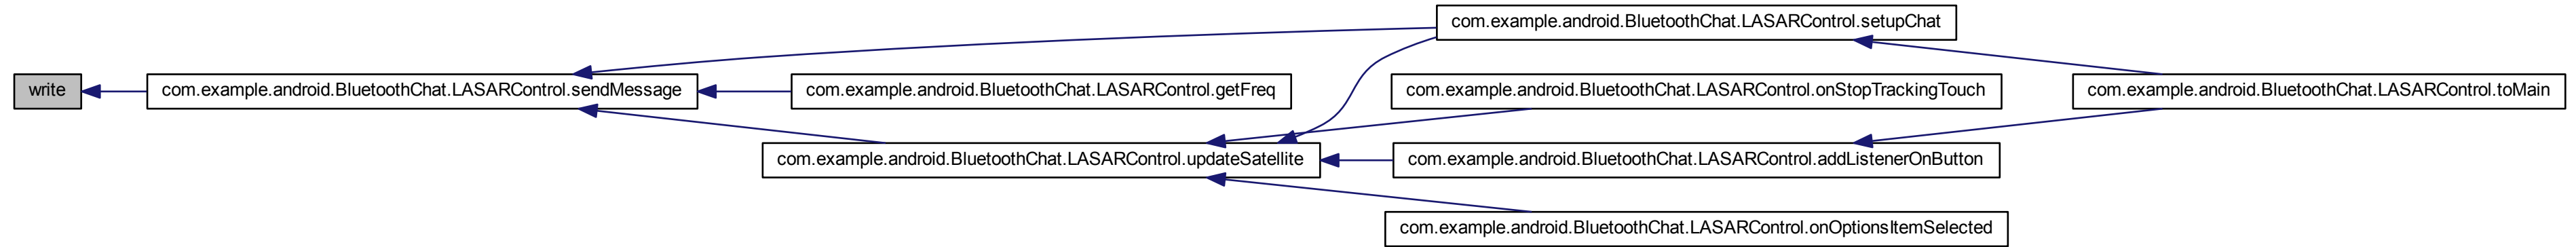 write
com.example.android.BluetoothChat.LASARControl.sendMessage
com.example.android.BluetoothChat.LASARControl.getFreq
com.example.android.BluetoothChat.LASARControl.updateSatellite
com.example.android.BluetoothChat.LASARControl.setupChat
com.example.android.BluetoothChat.LASARControl.onStopTrackingTouch
com.example.android.BluetoothChat.LASARControl.addListenerOnButton
com.example.android.BluetoothChat.LASARControl.onOptionsItemSelected
com.example.android.BluetoothChat.LASARControl.toMain